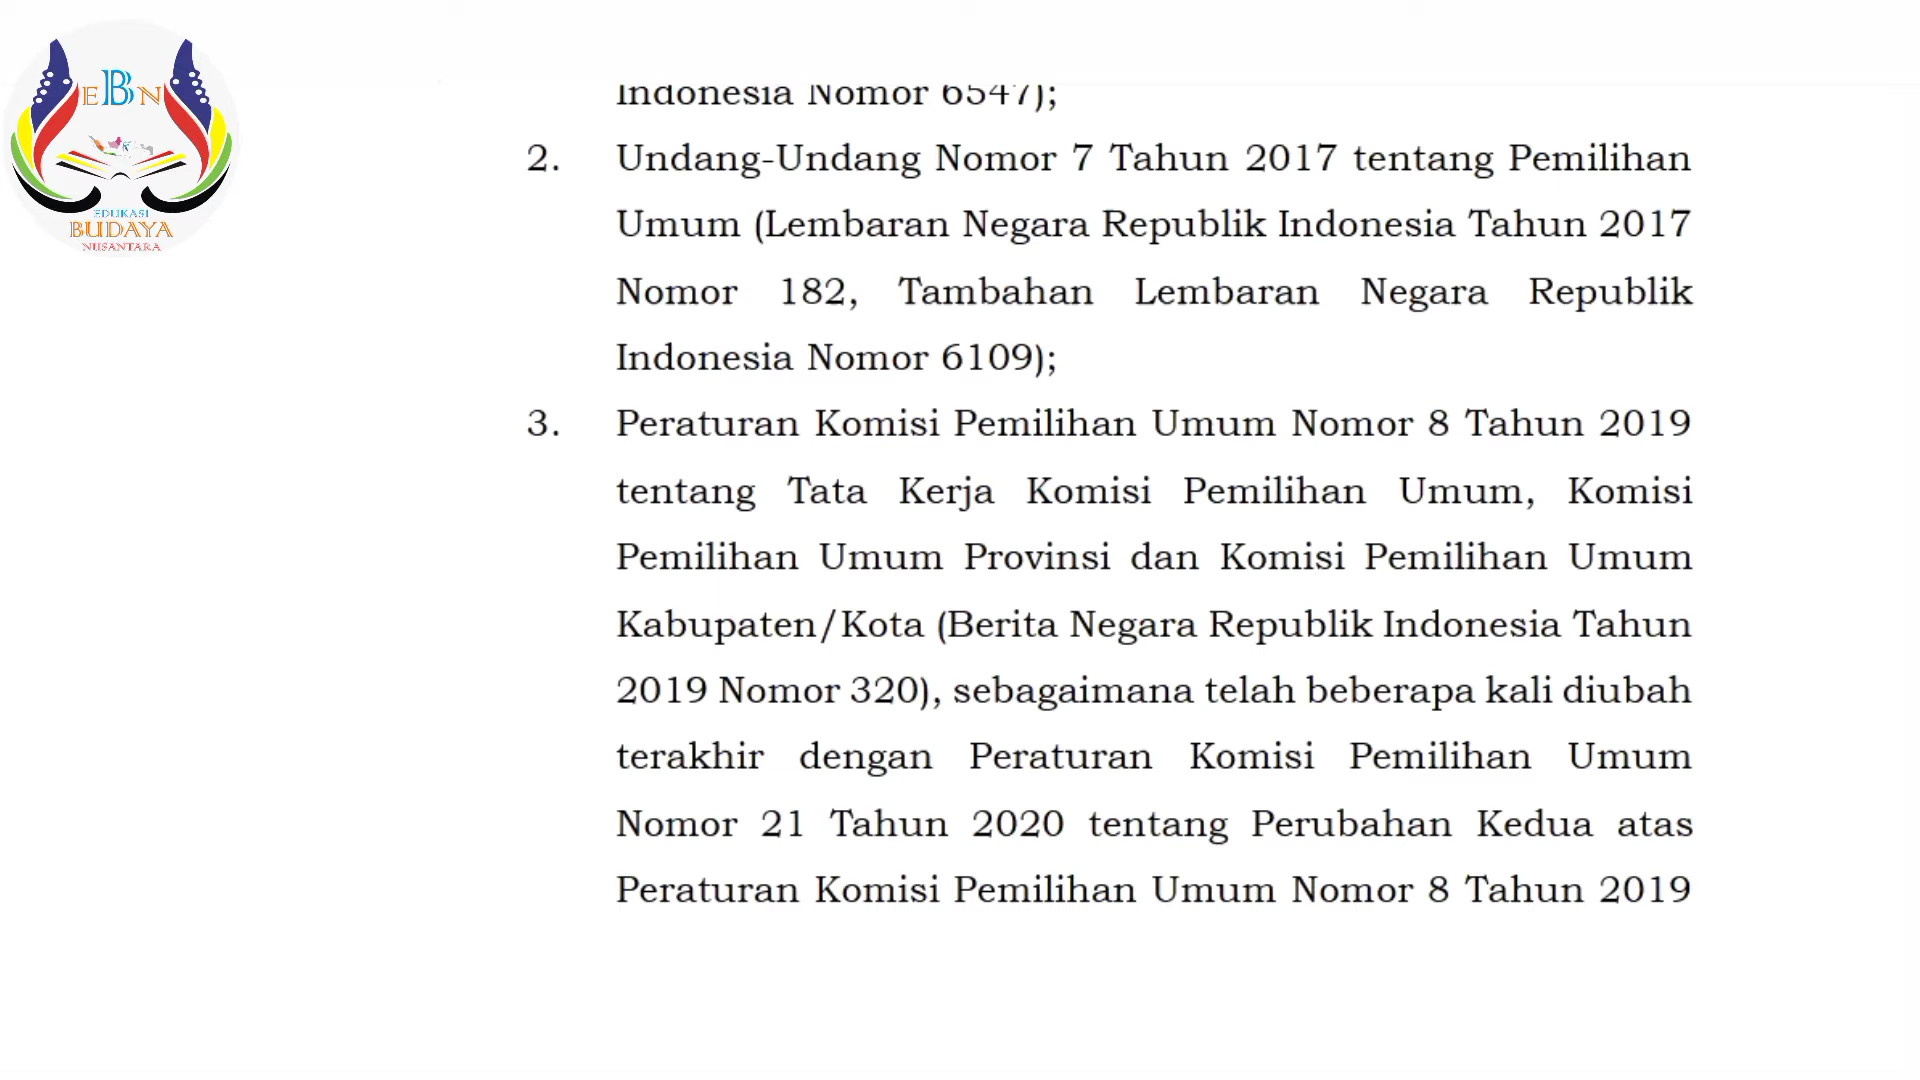 EBN
EDUKASI
BUDAYA
NUSANTARA
Indonesia Nomor 6547);
2. Undang-Undang Nomor 7 Tahun 2017 tentang Pemilihan
Umum (Lembaran Negara Republik Indonesia Tahun 2017
Nomor 182, Tambahan Lembaran Negara Republik
Indonesia Nomor 6109);
3. Peraturan Komisi Pemilihan Umum Nomor 8 Tahun 2019
tentang Tata Kerja Komisi Pemilihan Umum, Komisi
Pemilihan Umum Provinsi dan Komisi Pemilihan Umum
Kabupaten/Kota (Berita Negara Republik Indonesia Tahun
2019 Nomor 320), sebagaimana telah beberapa kali diubah
terakhir dengan Peraturan Komisi Pemilihan Umum
Nomor 21 Tahun 2020 tentang Perubahan Kedua atas
Peraturan Komisi Pemilihan Umum Nomor 8 Tahun 2019